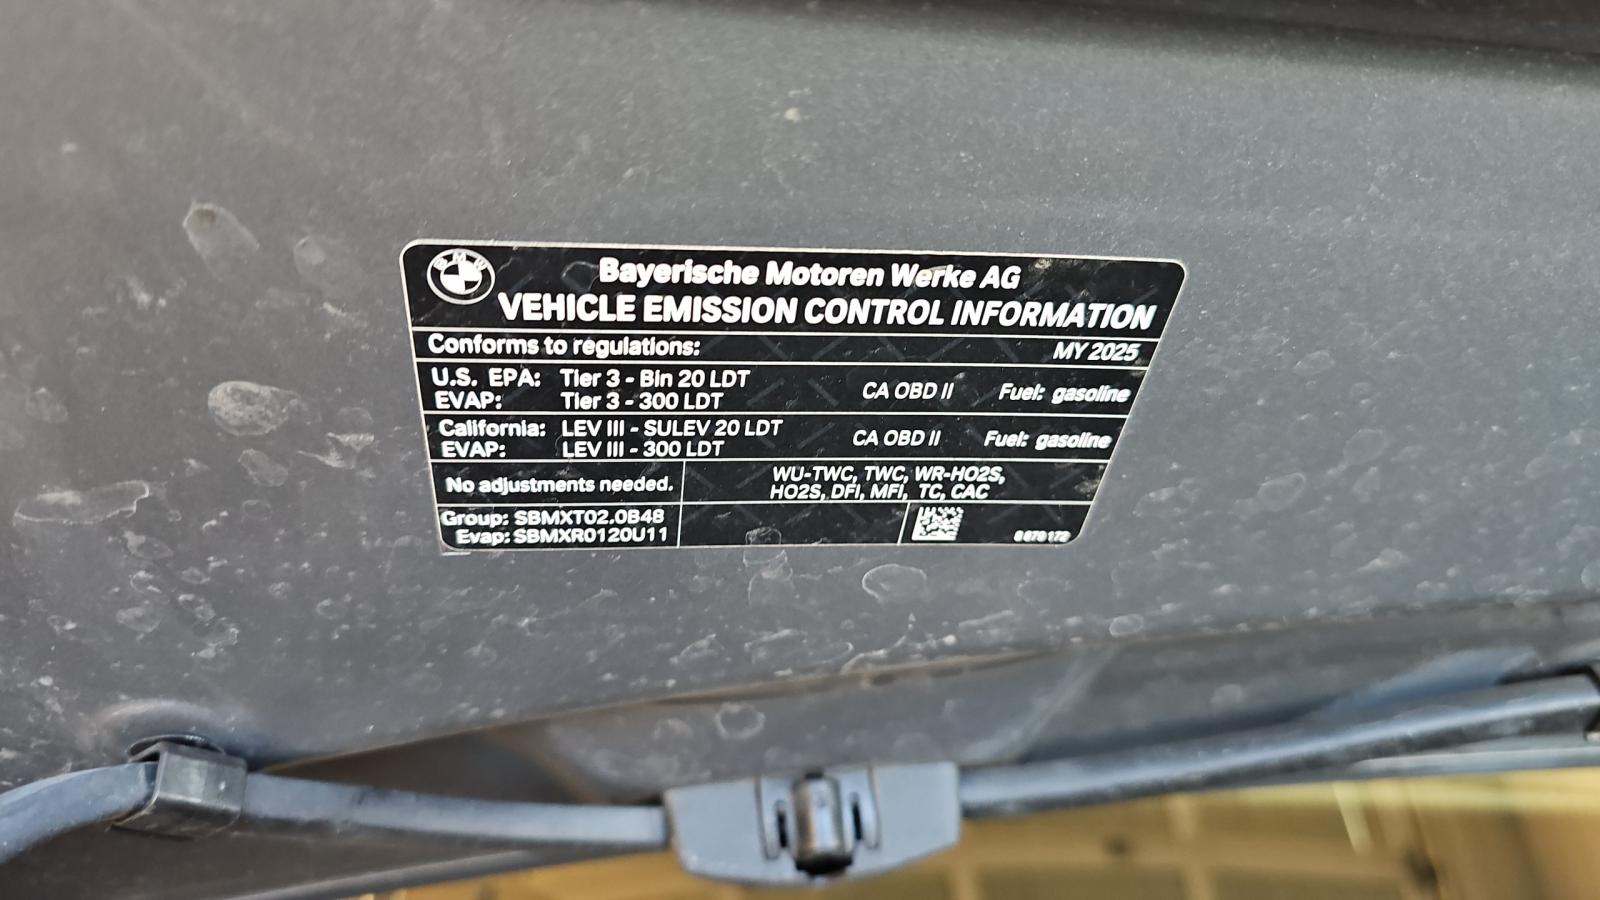 BMW
Bayerische Motoren Werke AG
VEHICLE EMISSION CONTROL INFORMATION
Conforms to regulations: MY 2025
U.S. EPA: Tier 3 - Bin 20 LDT CA OBD II Fuel: gasoline
EVAP: Tier 3 - 300 LDT
California: LEV III - SULEV 20 LDT CA OBD II Fuel: gasoline
EVAP: LEV III - 300 LDT
No adjustments needed. WU-TWC, TWC, WR-HO2S,
HO2S, DFI, MFI, TC, CAC
Group: SBMXT02.0B48
Evap: SBMXR0120U11